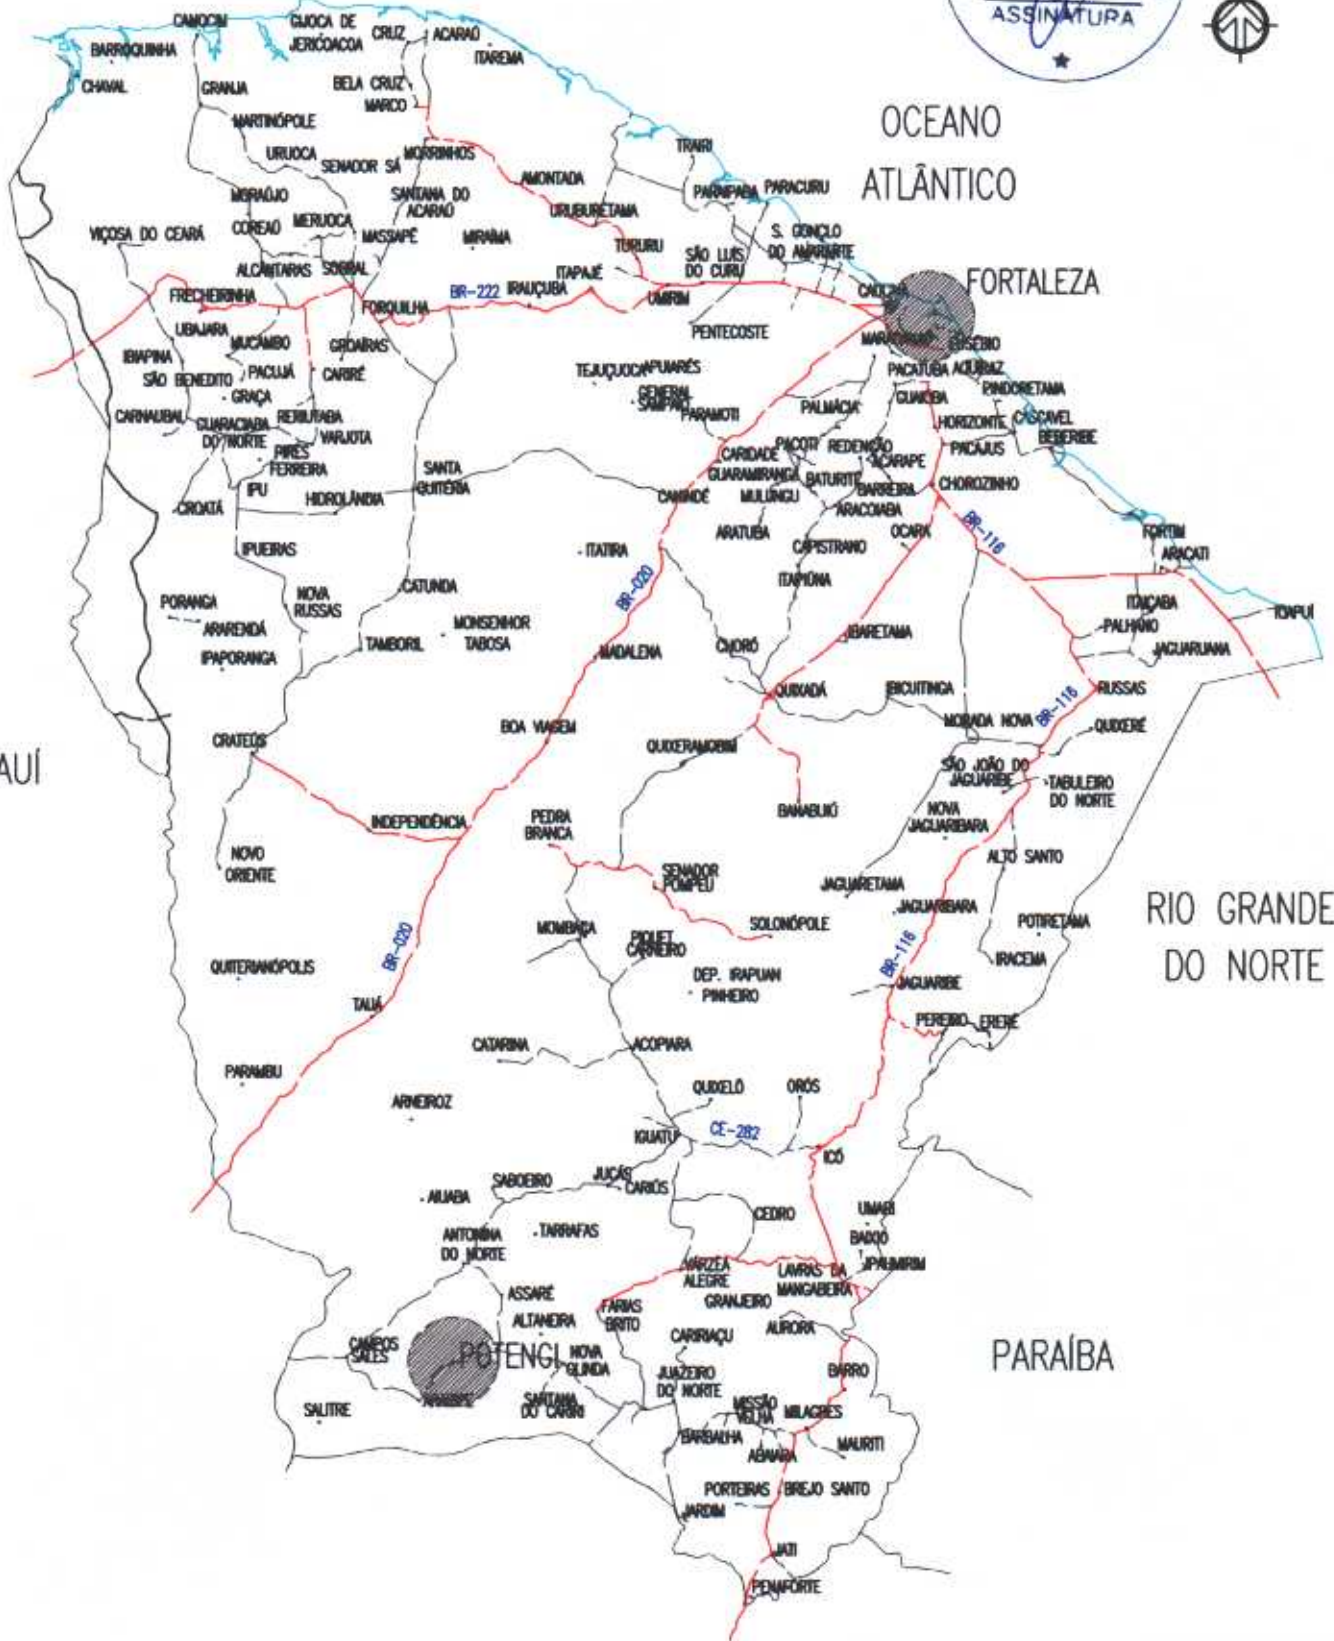 ASSINATURA
CAMOCIM
GIJOCA DE
JERICOACOA
CRUZ
ACARAÚ
ITAREMA
BARROQUINHA
CHAVAL
GRANJA
BELA CRUZ
MARCO
MARTINÓPOLE
OCEANO
ATLÂNTICO
URUOCA
SENADOR SÁ
MORRINHOS
TRAIRI
AMONTADA
MORAÚJO
SANTANA DO
ACARAÚ
PARAIPABA
PARACURU
URUBURETAMA
VIÇOSA DO CEARÁ
COREAÚ
MERUOCA
MASSAPÊ
MIRAÍMA
TURURU
SÃO LUÍS
DO CURU
S. GONÇLO
DO AMARARTE
ALCÂNTARAS
SOBRAL
ITAPAJÉ
FORTALEZA
FRECHEIRINHA
FORQUILHA
BR-222
IRAUÇUBA
UMIRIM
UBAJARA
MUCAMBO
GROAÍRAS
PENTECOSTE
EUSÉBIO
IBIAPINA
SÃO BENEDITO
PACUJÁ
CARIRÉ
TEJUÇUOCA
APUIARÉS
GENERAL
SAMPAIO
PACATUBA
AQUIRAZ
PINDORETAMA
GRAÇA
CARNAUBAL
GUARACIABA
DO NORTE
RERIUTABA
VARJOTA
PARAMOTI
PALMÁCIA
GUAIÚBA
HORIZONTE
CASCAVEL
BEBERIBE
PIRES
FERREIRA
CARIDADE
PACOTI
REDENÇÃO
ACARAPE
PACAJUS
IPU
HIDROLÂNDIA
SANTA
QUITÉRIA
GUARAMIRANGA
BATURITÉ
BARREIRA
CHOROZINHO
CROATÁ
CANINDÉ
MULUNGU
ARACOIABA
ARATUBA
OCARA
BR-116
FORTIM
ARACATI
IPUEIRAS
ITATIRA
CAPISTRANO
ITAPIÚNA
PORANGA
NOVA
RUSSAS
CATUNDA
BR-020
ITAIÇABA
PALHANO
ICAPUÍ
ARARENDÁ
MONSENHOR
TABOSA
IBARETAMA
IPAPORANGA
TAMBORIL
MADALENA
CHORÓ
JAGUARUANA
QUIXADÁ
IBICUITINGA
RUSSAS
BR-116
CRATEÚS
BOA VIAGEM
QUIXERAMOBIM
MORADA NOVA
QUIXERÉ
AUÍ
SÃO JOÃO DO
JAGUARIBE
TABULEIRO
DO NORTE
INDEPENDÊNCIA
PEDRA
BRANCA
BANABUIÚ
NOVA
JAGUARIBARA
NOVO
ORIENTE
SENADOR
POMPEU
JAGUARETAMA
ALTO SANTO
RIO GRANDE
DO NORTE
JAGUARIBARA
MOMBAÇA
PIQUET
CARNEIRO
SOLONÓPOLE
POTIRETAMA
BR-020
BR-116
IRACEMA
QUITERIANÓPOLIS
DEP. IRAPUAN
PINHEIRO
JAGUARIBE
TAUÁ
PEREIRO
ERERÊ
CATARINA
ACOPIARA
PARAMBU
QUIXELÔ
ORÓS
ARNEIROZ
IGUATU
CE-282
ICÓ
SABOEIRO
JUCÁS
CARIÚS
AIUABA
CEDRO
UMARI
ANTONINA
DO NORTE
TARRAFAS
BAIXIO
IPAUMIRIM
VÁRZEA
ALEGRE
LAVRAS DA
MANGABEIRA
ASSARÉ
FARIAS
BRITO
GRANJEIRO
ALTANEIRA
CARIRIAÇU
AURORA
CAMPOS
SALES
POTENGI
NOVA
OLINDA
JUAZEIRO
DO NORTE
BARRO
PARAÍBA
SALITRE
SANTANA
DO CARIRI
MISSÃO
VELHA
MILAGRES
BARBALHA
ABAIARA
MAURITI
PORTEIRAS
BREJO SANTO
JARDIM
JATI
PENAFORTE